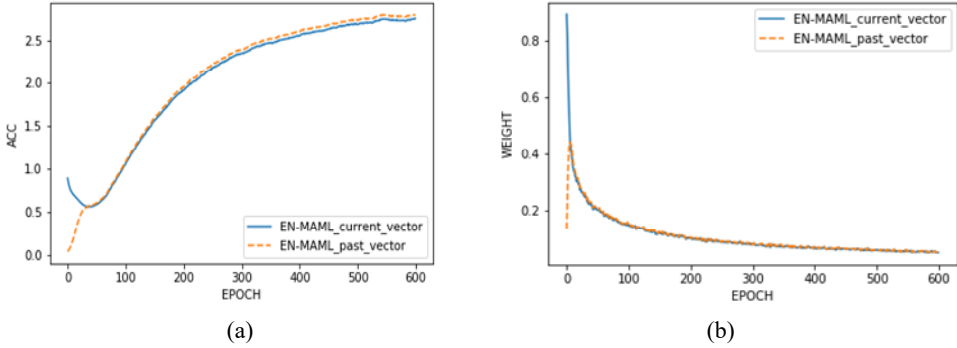 ACC
2.5
2.0
1.5
1.0
0.5
0.0
EN-MAML_current_vector
EN-MAML_past_vector
0 100 200 300 400 500 600
EPOCH
(a)
WEIGHT
0.8
0.6
0.4
0.2
EN-MAML_current_vector
EN-MAML_past_vector
0 100 200 300 400 500 600
EPOCH
(b)